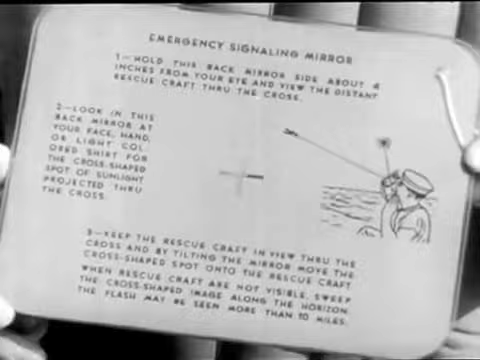 EMERGENCY SIGNALING MIRROR
1—HOLD THIS BACK MIRROR SIDE ABOUT 4
INCHES FROM YOUR EYE AND VIEW THE DISTANT
RESCUE CRAFT THRU THE CROSS.
2—LOOK IN THIS
BACK MIRROR AT
YOUR FACE, HAND,
OR LIGHT COL-
ORED SHIRT FOR
THE CROSS-SHAPED
SPOT OF SUNLIGHT
PROJECTED THRU
THE CROSS.
3—KEEP THE RESCUE CRAFT IN VIEW THRU THE
CROSS AND BY TILTING THE MIRROR MOVE THE
CROSS-SHAPED SPOT ONTO THE RESCUE CRAFT
WHEN RESCUE CRAFT ARE NOT VISIBLE, SWEEP
THE CROSS-SHAPED IMAGE ALONG THE HORIZON.
THE FLASH MAY BE SEEN MORE THAN 10 MILES.